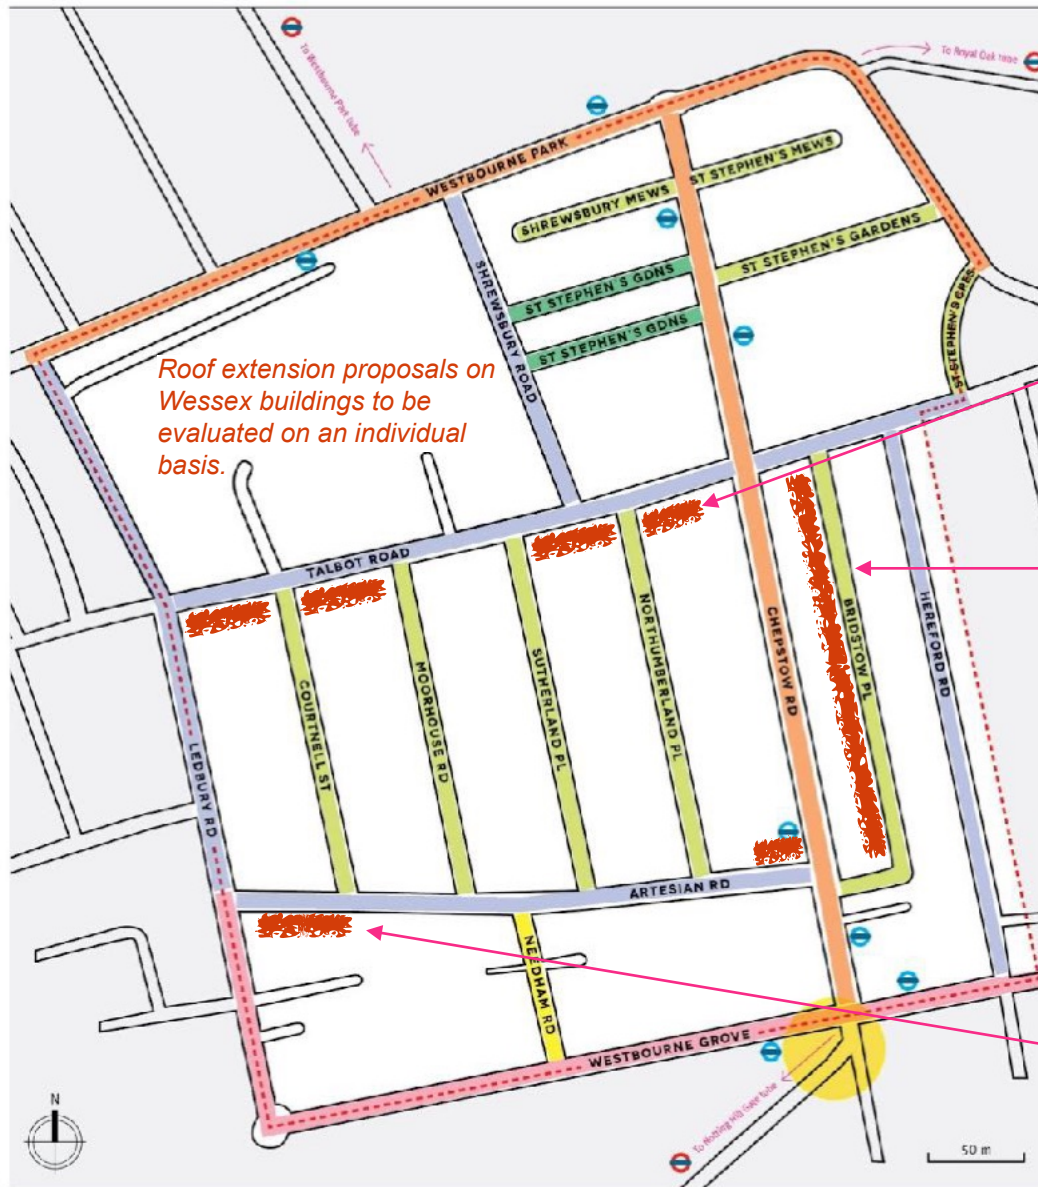 To Westbourne Park tube
To Royal Oak tube
WESTBOURNE PARK
ST STEPHEN'S MEWS
SHREWSBURY MEWS
ST STEPHEN'S GARDENS
SHREWSBURY ROAD
ST STEPHEN'S GDNS
ST STEPHEN'S GDNS
ST STEPHEN'S CRES
Roof extension proposals on
Wessex buildings to be
evaluated on an individual
basis.
TALBOT ROAD
LEDBURY RD
COURTNELL ST
MOORHOUSE RD
SUTHERLAND PL
NORTHUMBERLAND PL
CHEPSTOW RD
BRIDSTOW PL
HEREFORD RD
ARTESIAN RD
NEEDHAM RD
WESTBOURNE GROVE
To Notting Hill Gate tube
N
50 m